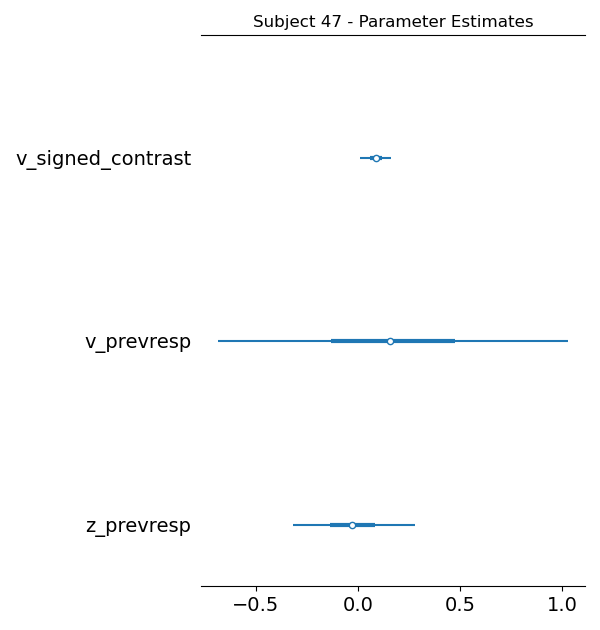 Subject 47 - Parameter Estimates
v_signed_contrast
v_prevresp
z_prevresp
−0.5 0.0 0.5 1.0